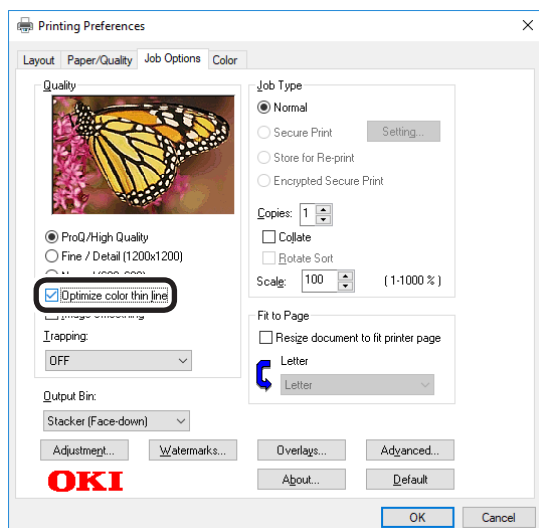 Printing Preferences
Layout Paper/Quality Job Options Color
Quality
ProQ/High Quality
Fine / Detail (1200x1200)
Optimize color thin line
Trapping:
OFF
Output Bin:
Stacker (Face-down)
Job Type
Normal
Secure Print Setting...
Store for Re-print
Encrypted Secure Print
Copies: 1
Collate
Rotate Sort
Scale: 100 (1-1000 %)
Fit to Page
Resize document to fit printer page
Letter
Letter
Adjustment... Watermarks... Overlays... Advanced...
OKI About... Default
OK Cancel